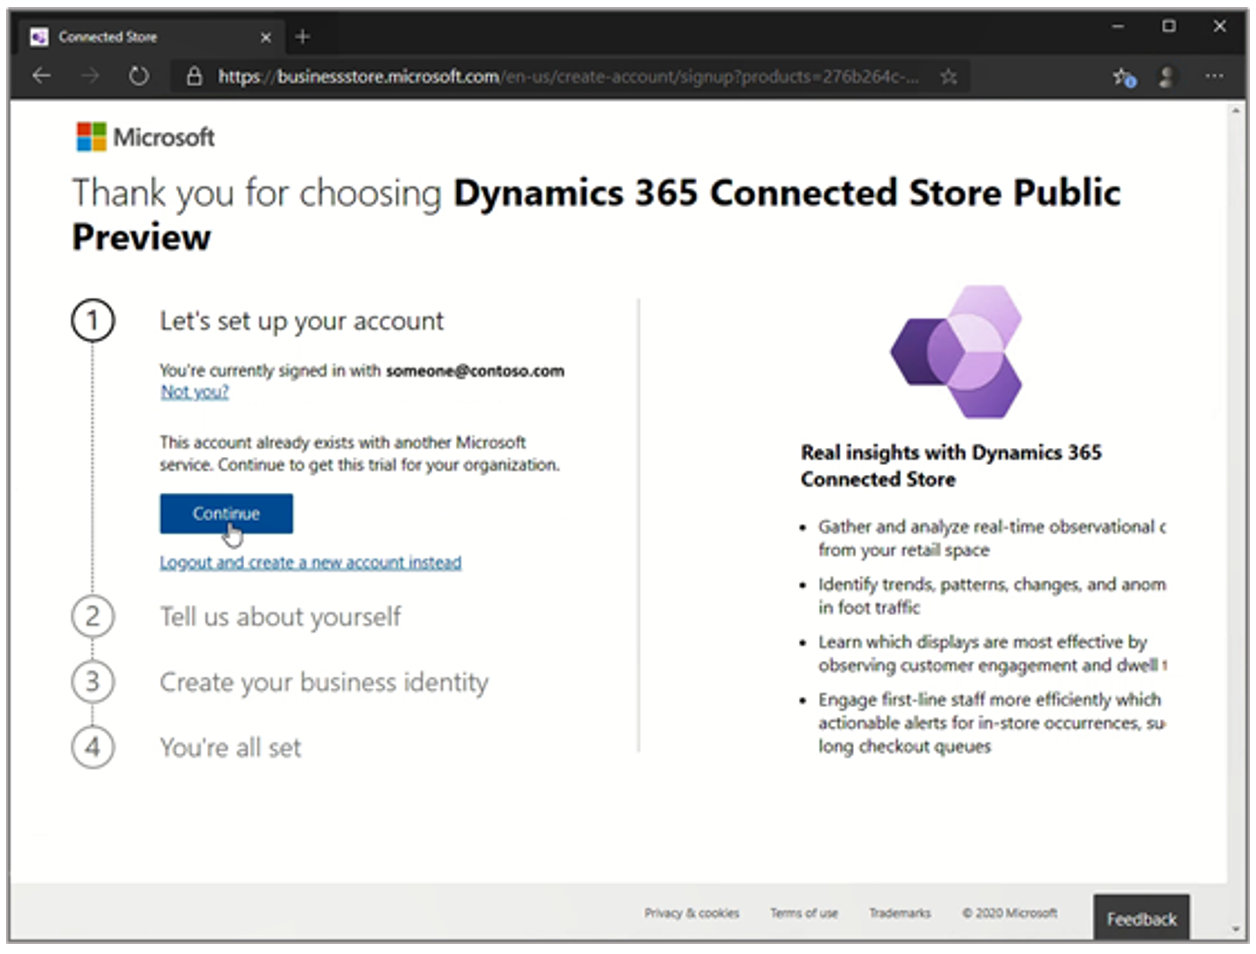 Connected Store
https://businessstore.microsoft.com/en-us/create-account/signup?products=276b264c-...
Microsoft
Thank you for choosing Dynamics 365 Connected Store Public
Preview
1 Let's set up your account
You're currently signed in with someone@contoso.com
Not you?
This account already exists with another Microsoft
service. Continue to get this trial for your organization.
Continue
Logout and create a new account instead
2 Tell us about yourself
3 Create your business identity
4 You're all set
Real insights with Dynamics 365
Connected Store
• Gather and analyze real-time observational
from your retail space
• Identify trends, patterns, changes, and anom
in foot traffic
• Learn which displays are most effective by
observing customer engagement and dwell
• Engage first-line staff more efficiently which
actionable alerts for in-store occurrences, su
long checkout queues
Privacy & cookies Terms of use Trademarks © 2020 Microsoft Feedback